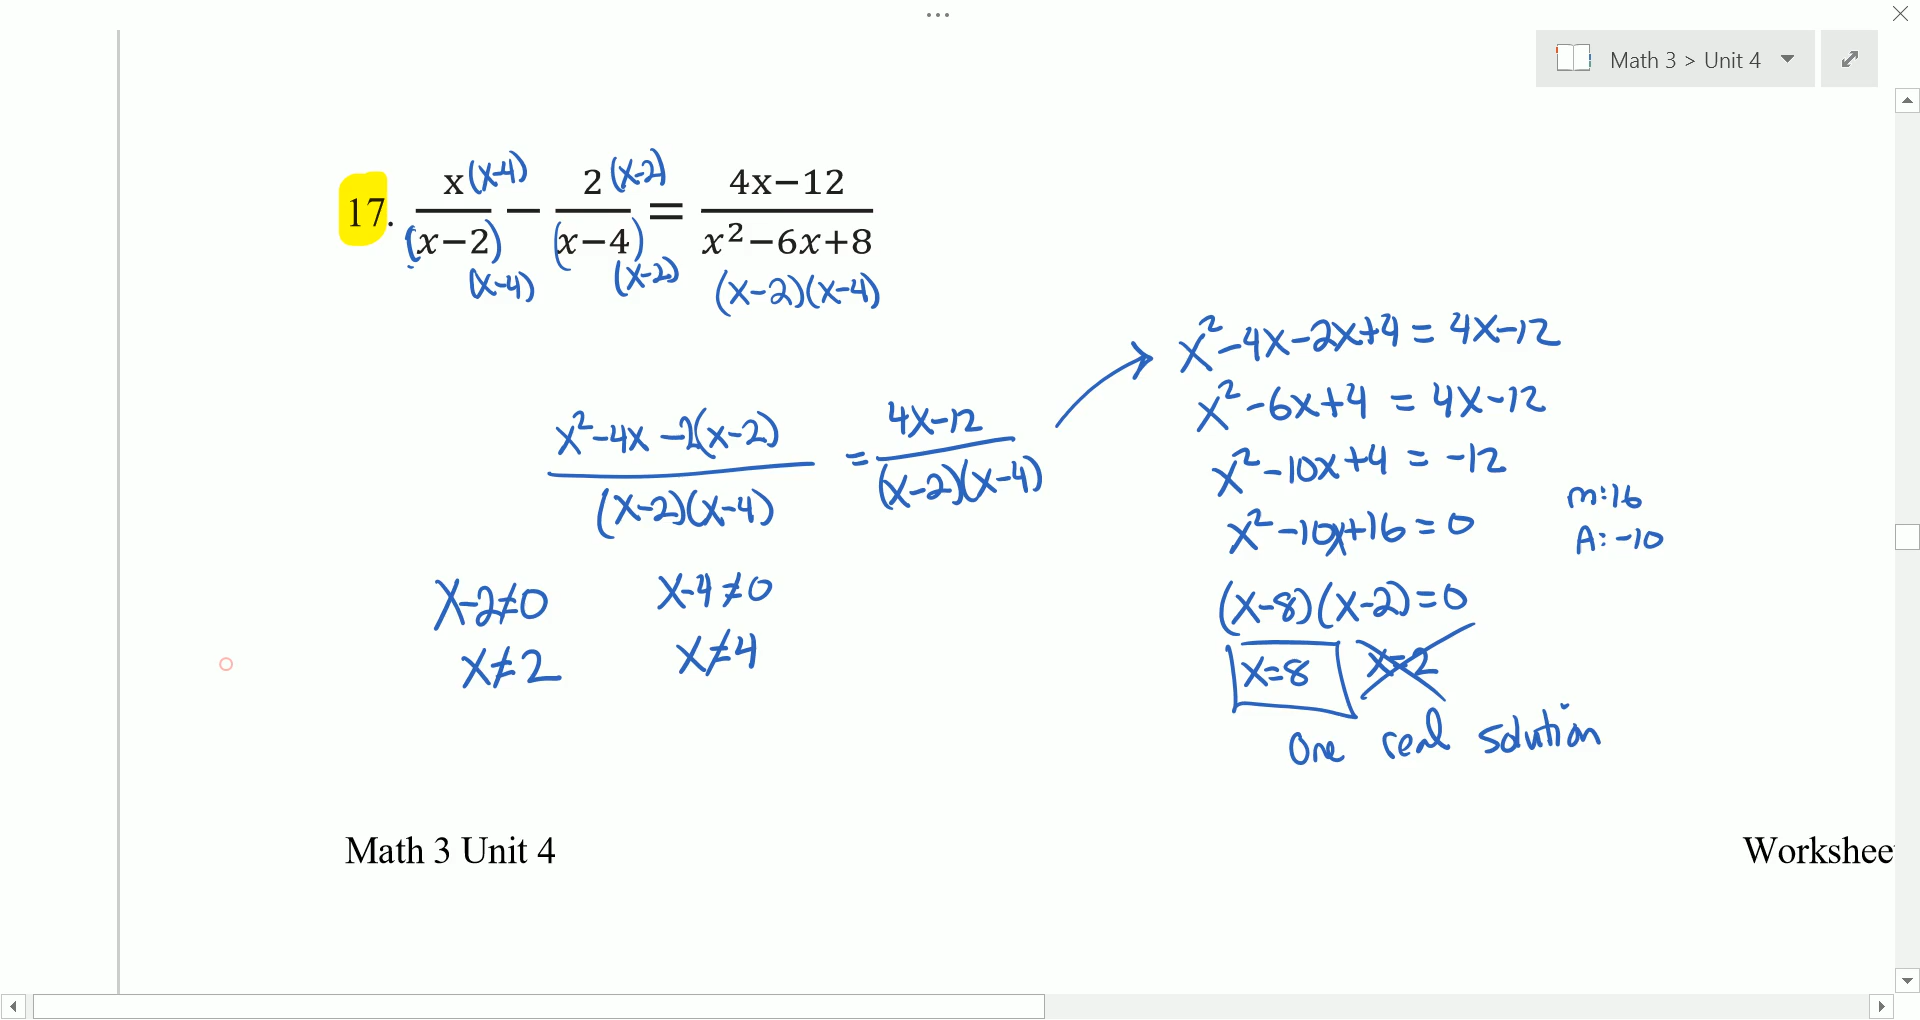 Math 3 > Unit 4
17. x(x-4)/(x−2)(x-4) − 2(x-2)/(x−4)(x-2) = 4x−12/x²−6x+8
(x-2)(x-4)
x²-4x-2(x-2)/(x-2)(x-4) = 4x-12/(x-2)(x-4)
x-2≠0 x-4≠0
x≠2 x≠4
x²-4x-2x+4 = 4x-12
x²-6x+4 = 4x-12
x²-10x+4 = -12
x²-10x+16 = 0
m:16
A:-10
(x-8)(x-2)=0
x=8 x=2
One real solution
Math 3 Unit 4
Workshee